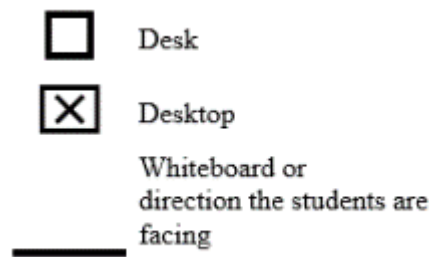 Desk
Desktop
Whiteboard or
direction the students are
facing